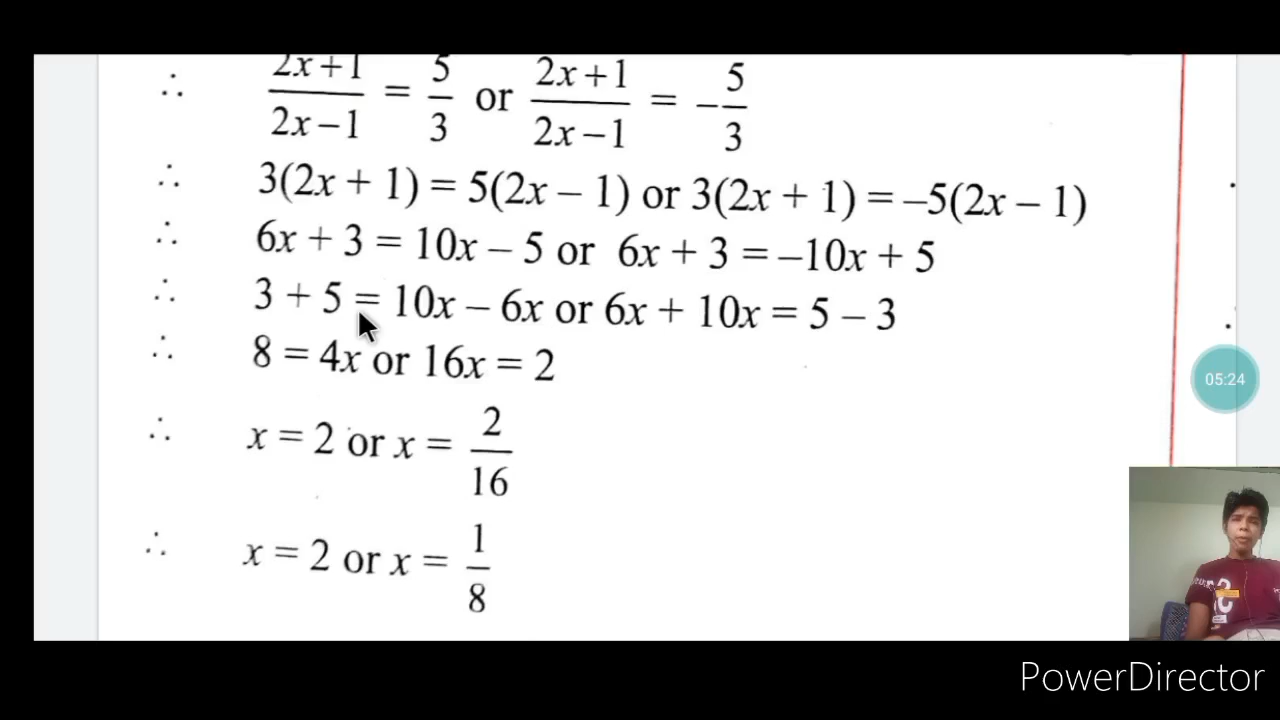 ∴ (2x+1)/(2x−1) = 5/3 or (2x+1)/(2x−1) = −5/3
∴ 3(2x + 1) = 5(2x − 1) or 3(2x + 1) = –5(2x − 1)
∴ 6x + 3 = 10x − 5 or 6x + 3 = –10x + 5
∴ 3 + 5 = 10x − 6x or 6x + 10x = 5 − 3
∴ 8 = 4x or 16x = 2
∴ x = 2 or x = 2/16
∴ x = 2 or x = 1/8
05:24
PowerDirector